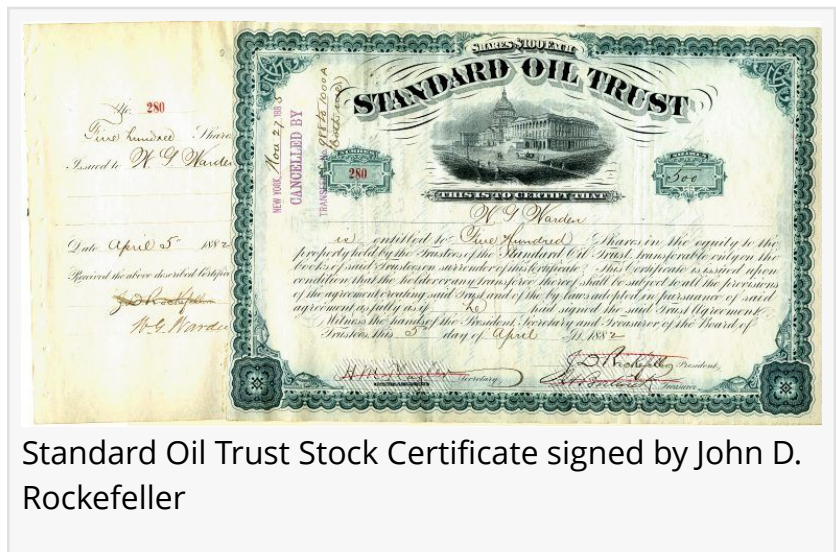 No. 280
Five hundred Shares
Issued to W. G. Warden
Date April 5th 1882
Received the above described Certificate
J. D. Rockefeller
W. G. Warden
NEW YORK, Nov 27 1885
CANCELLED BY
TRANSFER
SHARES $100 EACH
STANDARD OIL TRUST
280
500
THIS IS TO CERTIFY THAT
W. G. Warden
is entitled to Five Hundred Shares in the equity to the
property held by the Trustees of the Standard Oil Trust, transferable only on the
books of said Trustees on surrender of this Certificate. This Certificate is issued upon
condition that the holder or any transferee thereof shall be subject to all the provisions
of the agreement creating said Trust and of the by-laws adopted in pursuance of said
agreement as fully as if he had signed the said Trust Agreement.
Witness the hands of the President, Secretary and Treasurer of the Board of
Trustees this 5th day of April A.D. 1882
J. D. Rockefeller President,
Secretary
Treasurer
Standard Oil Trust Stock Certificate signed by John D.
Rockefeller